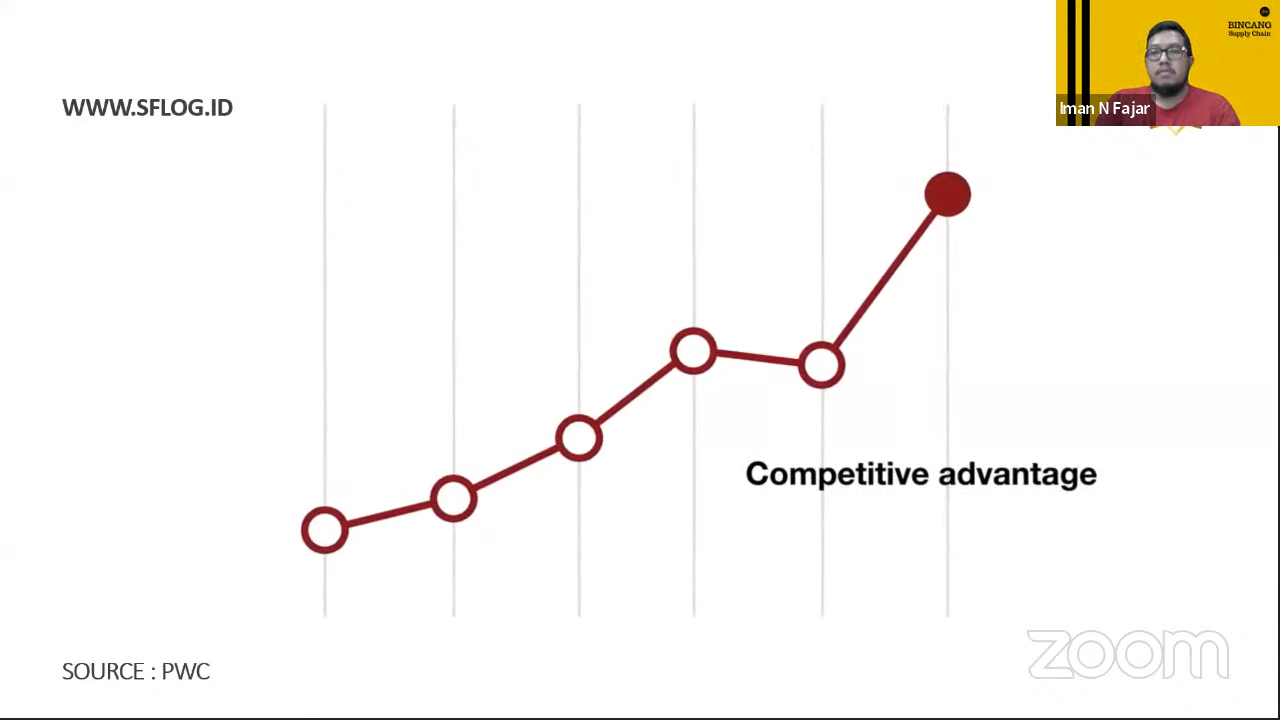 BINCANG
Supply Chain
Iman N Fajar
WWW.SFLOG.ID
Competitive advantage
SOURCE : PWC
zoom